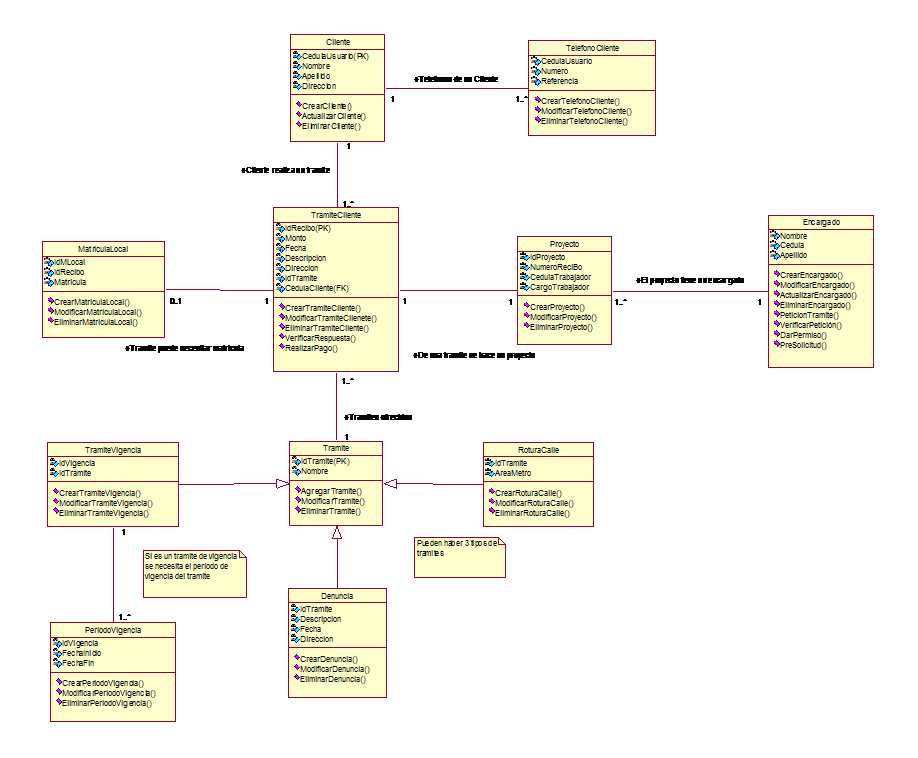 Cliente
CedulaUsuario(PK)
Nombre
Apellido
Direccion
CrearCliente()
ActualizarCliente()
EliminarCliente()
TelefonoCliente
CedulaUsuario
Numero
Referencia
CrearTelefonoCliente()
ModificarTelefonoCliente()
EliminarTelefonoCliente()
+Telefono de un Cliente
1
1..*
1
+Cliente realiza un tramite
1..*
TramiteCliente
IdRecibo(PK)
Monto
Fecha
Descripcion
Direccion
IdTramite
CedulaCliente(FK)
CrearTramiteCliente()
ModificarTramiteClienete()
EliminarTramiteCliente()
VerificarRespuesta()
RealizarPago()
MatriculaLocal
IdMLocal
IdRecibo
Matricula
CrearMatriculaLocal()
ModificarMatriculaLocal()
EliminarMatriculaLocal()
0..1
1
+Tramite puede necesitar matricula
Proyecto
IdProyecto
NumeroReciBo
CedulaTrabajador
CargoTrabajador
CrearProyecto()
ModificarProyecto()
EliminarProyecto()
1
1
+De una tramite se hace un proyecto
Encargado
Nombre
Cedula
Apellido
CrearEncargado()
ModificarEncargado()
ActualizarEncargado()
EliminarEncargado()
PeticionTramite()
VerificarPetición()
DarPermiso()
PreSolicitud()
+El proyecto tiene un encargado
1..*
1
1..*
1
TramiteVigencia
IdVigencia
IdTramite
CrearTramiteVigencia()
ModificarTramiteVigencia()
EliminarTramiteVigencia()
Tramite
IdTramite(PK)
Nombre
AgregarTramite()
ModificarTramite()
EliminarTramite()
RoturaCalle
IdTramite
AreaMetro
CrearRoturaCalle()
ModificarRoturaCalle()
EliminarRoturaCalle()
1
Si es un tramite de vigencia
se necesita el periodo de
vigencia del tramite
Pueden haber 3 tipos de
tramites
1..*
PeriodoVigencia
IdVigencia
FechaInicio
FechaFin
CrearPeriodoVigencia()
ModificarPeriodoVigencia()
EliminarPeriodoVigencia()
Denuncia
IdTramite
Descripcion
Fecha
Direccion
CrearDenuncia()
ModificarDenuncia()
EliminarDenuncia()